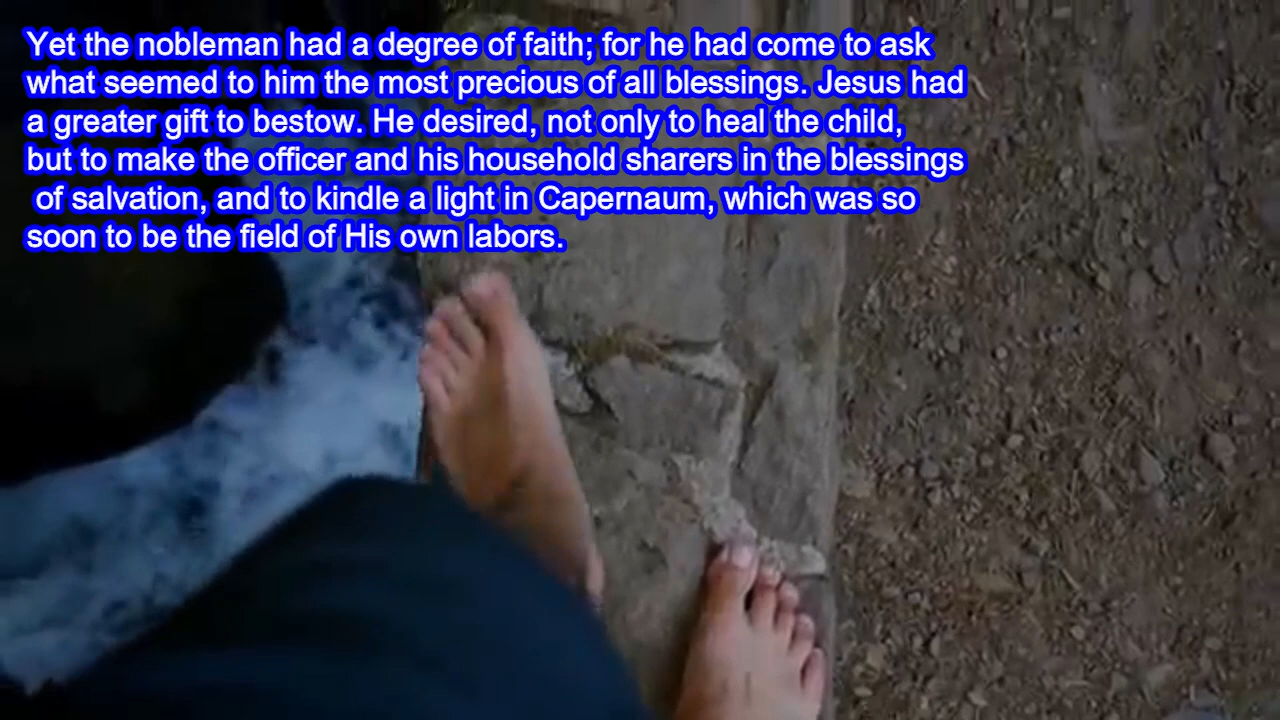 Yet the nobleman had a degree of faith; for he had come to ask
what seemed to him the most precious of all blessings. Jesus had
a greater gift to bestow. He desired, not only to heal the child,
but to make the officer and his household sharers in the blessings
of salvation, and to kindle a light in Capernaum, which was so
soon to be the field of His own labors.